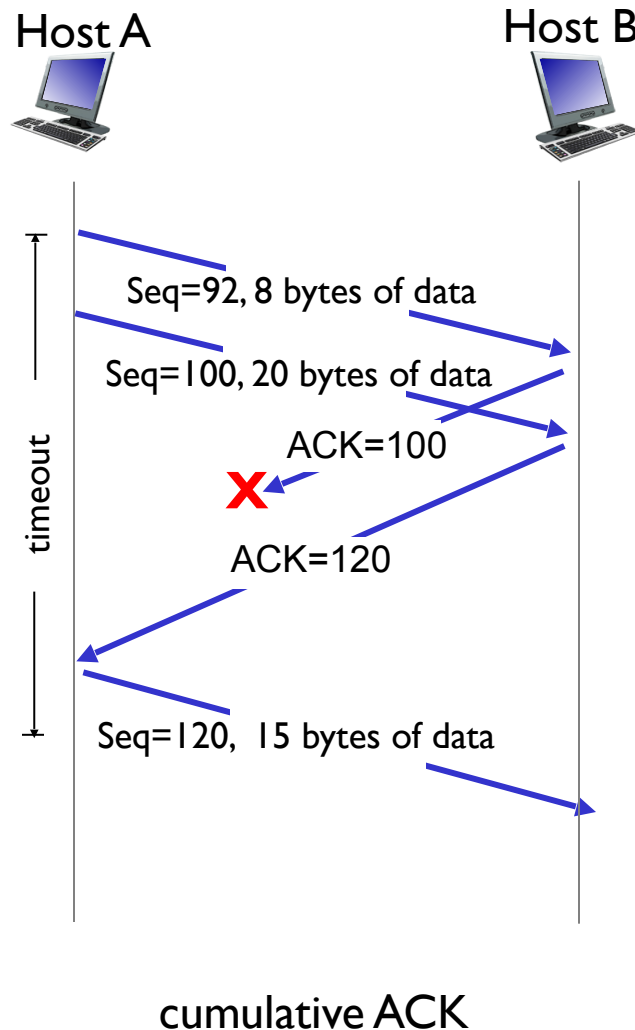 Host A
Host B
Seq=92, 8 bytes of data
Seq=100, 20 bytes of data
ACK=100
X
timeout
ACK=120
Seq=120, 15 bytes of data
cumulative ACK